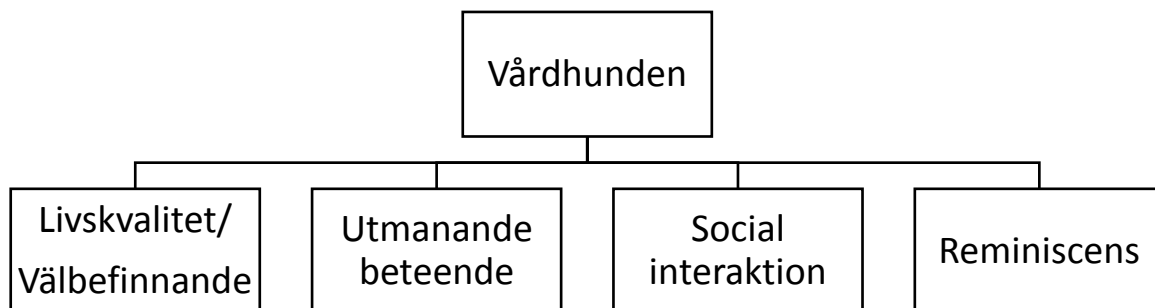 Vårdhunden
Livskvalitet/
Välbefinnande
Utmanande
beteende
Social
interaktion
Reminiscens